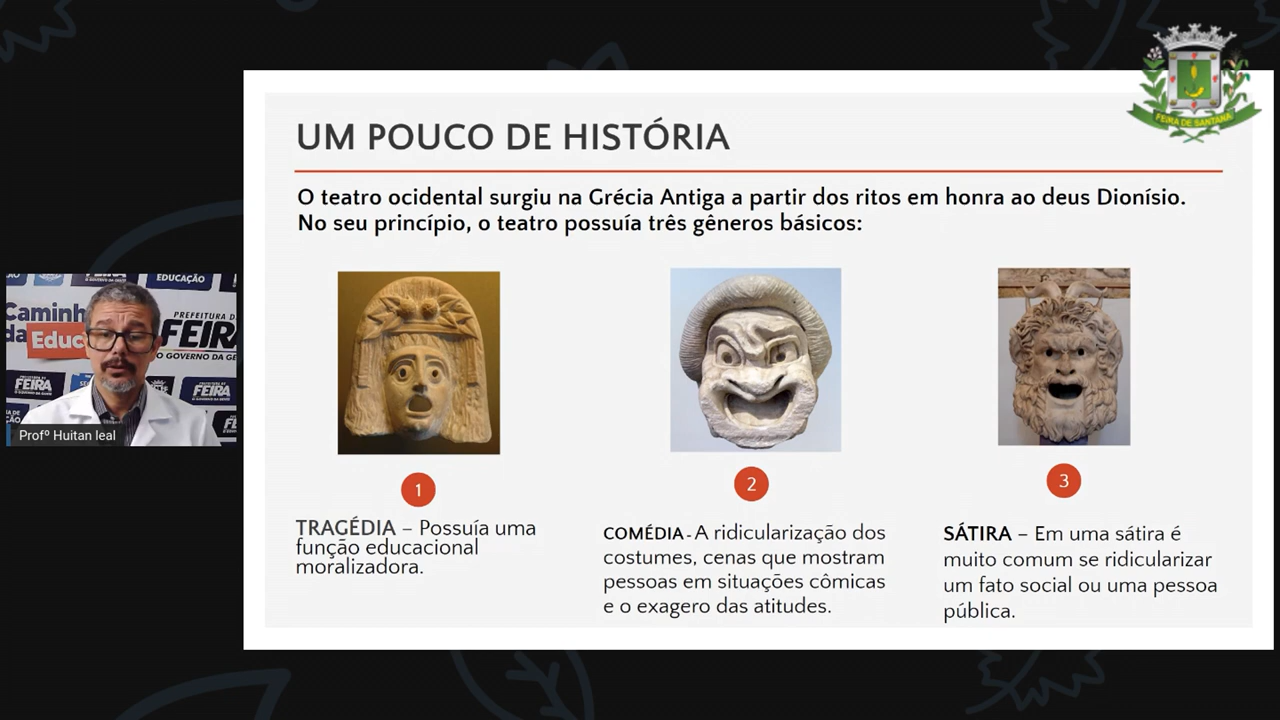 FEIRA DE SANTANA
UM POUCO DE HISTÓRIA
O teatro ocidental surgiu na Grécia Antiga a partir dos ritos em honra ao deus Dionísio.
No seu princípio, o teatro possuía três gêneros básicos:
EDUCAÇÃO
Caminh
da Educ
PREFEITURA D
FEIRA
O GOVERNO DA GE
FEIRA
FEIRA
Profº Huitan leal
1
TRAGÉDIA – Possuía uma
função educacional
moralizadora.
2
COMÉDIA - A ridicularização dos
costumes, cenas que mostram
pessoas em situações cômicas
e o exagero das atitudes.
3
SÁTIRA – Em uma sátira é
muito comum se ridicularizar
um fato social ou uma pessoa
pública.